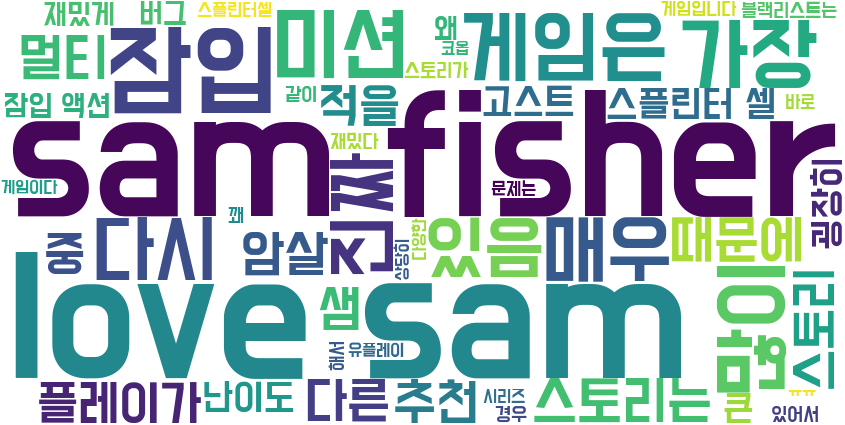 재밌게 버그 스플린터셀 게임입니다 블랙리스트는
멀티 잠입 미션 왜 게임은 가장
코옵
스토리가
잠입 액션 같이 적을 고스트 스플린터 셀 바로
sam fisher
재밌다
진짜
게임이다 문제는 굉장히
깨 다양한
중 다시 암살 상당히 있음 매우 때문에
love sam
샘 많이 스토리
해서 유플레이
플레이가 난이도 다른 추천 시리즈 스토리는 큰 ㅠㅠ
경우 있어서